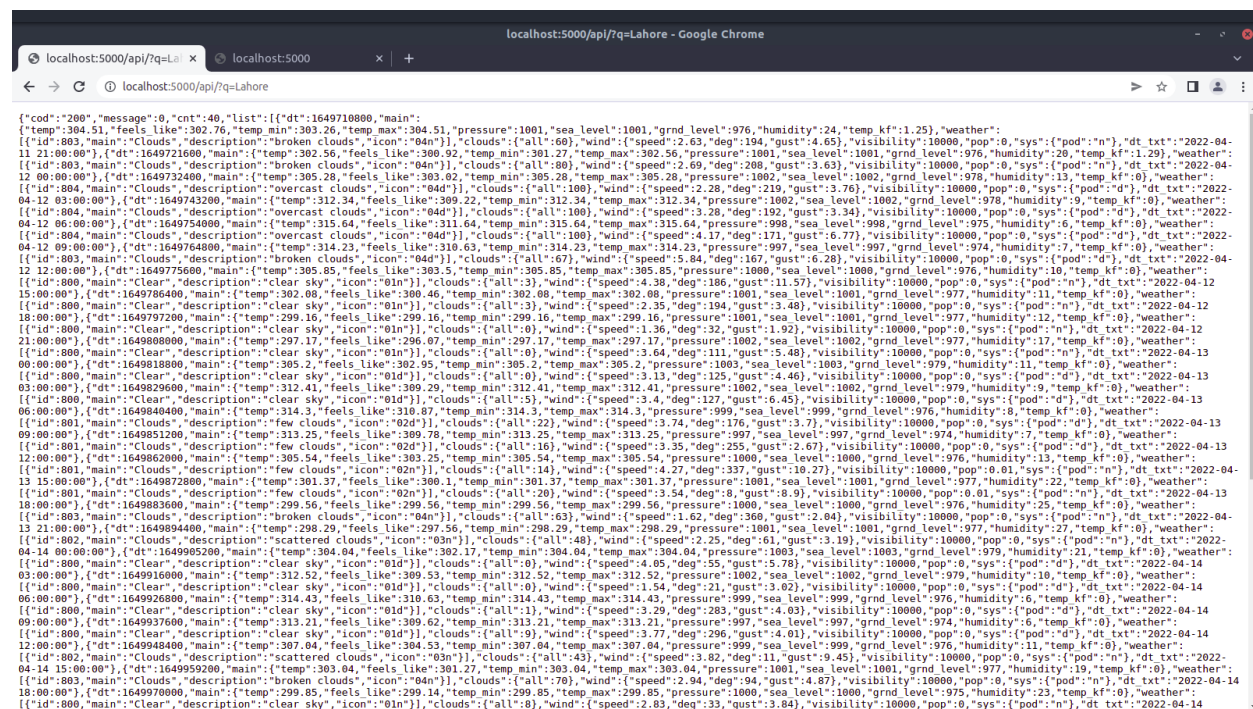 localhost:5000/api/?q=Lahore - Google Chrome
localhost:5000/api/?q=La
localhost:5000
localhost:5000/api/?q=Lahore
{"cod":"200","message":0,"cnt":40,"list":[{"dt":1649710800,"main":
{"temp":304.51,"feels_like":302.76,"temp_min":303.26,"temp_max":304.51,"pressure":1001,"sea_level":1001,"grnd_level":976,"humidity":24,"temp_kf":1.25},"weather":
[{"id":803,"main":"Clouds","description":"broken clouds","icon":"04n"}],"clouds":{"all":60},"wind":{"speed":2.63,"deg":194,"gust":4.65},"visibility":10000,"pop":0,"sys":{"pod":"n"},"dt_txt":"2022-04-
11 21:00:00"},{"dt":1649721600,"main":{"temp":302.56,"feels_like":300.92,"temp_min":301.27,"temp_max":302.56,"pressure":1001,"sea_level":1001,"grnd_level":976,"humidity":20,"temp_kf":1.29},"weather":
[{"id":803,"main":"Clouds","description":"broken clouds","icon":"04n"}],"clouds":{"all":80},"wind":{"speed":2.69,"deg":208,"gust":3.63},"visibility":10000,"pop":0,"sys":{"pod":"n"},"dt_txt":"2022-04-
12 00:00:00"},{"dt":1649732400,"main":{"temp":305.28,"feels_like":303.02,"temp_min":305.28,"temp_max":305.28,"pressure":1002,"sea_level":1002,"grnd_level":978,"humidity":13,"temp_kf":0},"weather":
[{"id":804,"main":"Clouds","description":"overcast clouds","icon":"04d"}],"clouds":{"all":100},"wind":{"speed":2.28,"deg":219,"gust":3.76},"visibility":10000,"pop":0,"sys":{"pod":"d"},"dt_txt":"2022-
04-12 03:00:00"},{"dt":1649743200,"main":{"temp":312.34,"feels_like":309.22,"temp_min":312.34,"temp_max":312.34,"pressure":1002,"sea_level":1002,"grnd_level":978,"humidity":9,"temp_kf":0},"weather":
[{"id":804,"main":"Clouds","description":"overcast clouds","icon":"04d"}],"clouds":{"all":100},"wind":{"speed":3.28,"deg":192,"gust":3.34},"visibility":10000,"pop":0,"sys":{"pod":"d"},"dt_txt":"2022-
04-12 06:00:00"},{"dt":1649754000,"main":{"temp":315.64,"feels_like":311.64,"temp_min":315.64,"temp_max":315.64,"pressure":998,"sea_level":998,"grnd_level":975,"humidity":6,"temp_kf":0},"weather":
[{"id":804,"main":"Clouds","description":"overcast clouds","icon":"04d"}],"clouds":{"all":100},"wind":{"speed":4.17,"deg":171,"gust":6.77},"visibility":10000,"pop":0,"sys":{"pod":"d"},"dt_txt":"2022-
04-12 09:00:00"},{"dt":1649764800,"main":{"temp":314.23,"feels_like":310.63,"temp_min":314.23,"temp_max":314.23,"pressure":997,"sea_level":997,"grnd_level":974,"humidity":7,"temp_kf":0},"weather":
[{"id":803,"main":"Clouds","description":"broken clouds","icon":"04d"}],"clouds":{"all":67},"wind":{"speed":5.84,"deg":167,"gust":6.28},"visibility":10000,"pop":0,"sys":{"pod":"d"},"dt_txt":"2022-04-
12 12:00:00"},{"dt":1649775600,"main":{"temp":305.85,"feels_like":303.5,"temp_min":305.85,"temp_max":305.85,"pressure":1000,"sea_level":1000,"grnd_level":976,"humidity":10,"temp_kf":0},"weather":
[{"id":800,"main":"Clear","description":"clear sky","icon":"01n"}],"clouds":{"all":3},"wind":{"speed":4.38,"deg":186,"gust":11.57},"visibility":10000,"pop":0,"sys":{"pod":"n"},"dt_txt":"2022-04-12
15:00:00"},{"dt":1649786400,"main":{"temp":302.08,"feels_like":300.46,"temp_min":302.08,"temp_max":302.08,"pressure":1001,"sea_level":1001,"grnd_level":977,"humidity":11,"temp_kf":0},"weather":
[{"id":800,"main":"Clear","description":"clear sky","icon":"01n"}],"clouds":{"all":3},"wind":{"speed":2.35,"deg":194,"gust":3.48},"visibility":10000,"pop":0,"sys":{"pod":"n"},"dt_txt":"2022-04-12
18:00:00"},{"dt":1649797200,"main":{"temp":299.16,"feels_like":299.16,"temp_min":299.16,"temp_max":299.16,"pressure":1001,"sea_level":1001,"grnd_level":977,"humidity":12,"temp_kf":0},"weather":
[{"id":800,"main":"Clear","description":"clear sky","icon":"01n"}],"clouds":{"all":0},"wind":{"speed":1.36,"deg":32,"gust":1.92},"visibility":10000,"pop":0,"sys":{"pod":"n"},"dt_txt":"2022-04-12
21:00:00"},{"dt":1649808000,"main":{"temp":297.17,"feels_like":296.07,"temp_min":297.17,"temp_max":297.17,"pressure":1002,"sea_level":1002,"grnd_level":977,"humidity":17,"temp_kf":0},"weather":
[{"id":800,"main":"Clear","description":"clear sky","icon":"01n"}],"clouds":{"all":0},"wind":{"speed":3.64,"deg":111,"gust":5.48},"visibility":10000,"pop":0,"sys":{"pod":"n"},"dt_txt":"2022-04-13
00:00:00"},{"dt":1649818800,"main":{"temp":305.2,"feels_like":302.95,"temp_min":305.2,"temp_max":305.2,"pressure":1003,"sea_level":1003,"grnd_level":979,"humidity":11,"temp_kf":0},"weather":
[{"id":800,"main":"Clear","description":"clear sky","icon":"01d"}],"clouds":{"all":0},"wind":{"speed":3.13,"deg":125,"gust":4.46},"visibility":10000,"pop":0,"sys":{"pod":"d"},"dt_txt":"2022-04-13
03:00:00"},{"dt":1649829600,"main":{"temp":312.41,"feels_like":309.29,"temp_min":312.41,"temp_max":312.41,"pressure":1002,"sea_level":1002,"grnd_level":979,"humidity":9,"temp_kf":0},"weather":
[{"id":800,"main":"Clear","description":"clear sky","icon":"01d"}],"clouds":{"all":5},"wind":{"speed":3.4,"deg":127,"gust":6.45},"visibility":10000,"pop":0,"sys":{"pod":"d"},"dt_txt":"2022-04-13
06:00:00"},{"dt":1649840400,"main":{"temp":314.3,"feels_like":310.87,"temp_min":314.3,"temp_max":314.3,"pressure":999,"sea_level":999,"grnd_level":976,"humidity":8,"temp_kf":0},"weather":
[{"id":801,"main":"Clouds","description":"few clouds","icon":"02d"}],"clouds":{"all":22},"wind":{"speed":3.74,"deg":176,"gust":3.7},"visibility":10000,"pop":0,"sys":{"pod":"d"},"dt_txt":"2022-04-13
09:00:00"},{"dt":1649851200,"main":{"temp":313.25,"feels_like":309.78,"temp_min":313.25,"temp_max":313.25,"pressure":997,"sea_level":997,"grnd_level":974,"humidity":7,"temp_kf":0},"weather":
[{"id":801,"main":"Clouds","description":"few clouds","icon":"02d"}],"clouds":{"all":16},"wind":{"speed":3.35,"deg":255,"gust":2.67},"visibility":10000,"pop":0,"sys":{"pod":"d"},"dt_txt":"2022-04-13
12:00:00"},{"dt":1649862000,"main":{"temp":305.54,"feels_like":303.25,"temp_min":305.54,"temp_max":305.54,"pressure":1000,"sea_level":1000,"grnd_level":976,"humidity":13,"temp_kf":0},"weather":
[{"id":801,"main":"Clouds","description":"few clouds","icon":"02n"}],"clouds":{"all":14},"wind":{"speed":4.27,"deg":337,"gust":10.27},"visibility":10000,"pop":0.01,"sys":{"pod":"n"},"dt_txt":"2022-04-
13 15:00:00"},{"dt":1649872800,"main":{"temp":301.37,"feels_like":300.1,"temp_min":301.37,"temp_max":301.37,"pressure":1001,"sea_level":1001,"grnd_level":977,"humidity":22,"temp_kf":0},"weather":
[{"id":801,"main":"Clouds","description":"few clouds","icon":"02n"}],"clouds":{"all":20},"wind":{"speed":3.54,"deg":8,"gust":8.9},"visibility":10000,"pop":0.01,"sys":{"pod":"n"},"dt_txt":"2022-04-13
18:00:00"},{"dt":1649883600,"main":{"temp":299.56,"feels_like":299.56,"temp_min":299.56,"temp_max":299.56,"pressure":1000,"sea_level":1000,"grnd_level":976,"humidity":25,"temp_kf":0},"weather":
[{"id":803,"main":"Clouds","description":"broken clouds","icon":"04n"}],"clouds":{"all":63},"wind":{"speed":1.62,"deg":360,"gust":2.04},"visibility":10000,"pop":0,"sys":{"pod":"n"},"dt_txt":"2022-04-
13 21:00:00"},{"dt":1649894400,"main":{"temp":298.29,"feels_like":297.56,"temp_min":298.29,"temp_max":298.29,"pressure":1001,"sea_level":1001,"grnd_level":977,"humidity":27,"temp_kf":0},"weather":
[{"id":802,"main":"Clouds","description":"scattered clouds","icon":"03n"}],"clouds":{"all":48},"wind":{"speed":2.25,"deg":61,"gust":3.19},"visibility":10000,"pop":0,"sys":{"pod":"n"},"dt_txt":"2022-
04-14 00:00:00"},{"dt":1649905200,"main":{"temp":304.04,"feels_like":302.17,"temp_min":304.04,"temp_max":304.04,"pressure":1003,"sea_level":1003,"grnd_level":979,"humidity":21,"temp_kf":0},"weather":
[{"id":800,"main":"Clear","description":"clear sky","icon":"01d"}],"clouds":{"all":0},"wind":{"speed":4.05,"deg":55,"gust":5.78},"visibility":10000,"pop":0,"sys":{"pod":"d"},"dt_txt":"2022-04-14
03:00:00"},{"dt":1649916000,"main":{"temp":312.52,"feels_like":309.53,"temp_min":312.52,"temp_max":312.52,"pressure":1002,"sea_level":1002,"grnd_level":979,"humidity":10,"temp_kf":0},"weather":
[{"id":800,"main":"Clear","description":"clear sky","icon":"01d"}],"clouds":{"all":0},"wind":{"speed":1.54,"deg":21,"gust":3.02},"visibility":10000,"pop":0,"sys":{"pod":"d"},"dt_txt":"2022-04-14
06:00:00"},{"dt":1649926800,"main":{"temp":314.43,"feels_like":310.63,"temp_min":314.43,"temp_max":314.43,"pressure":999,"sea_level":999,"grnd_level":976,"humidity":6,"temp_kf":0},"weather":
[{"id":800,"main":"Clear","description":"clear sky","icon":"01d"}],"clouds":{"all":1},"wind":{"speed":3.29,"deg":283,"gust":4.03},"visibility":10000,"pop":0,"sys":{"pod":"d"},"dt_txt":"2022-04-14
09:00:00"},{"dt":1649937600,"main":{"temp":313.21,"feels_like":309.62,"temp_min":313.21,"temp_max":313.21,"pressure":997,"sea_level":997,"grnd_level":974,"humidity":6,"temp_kf":0},"weather":
[{"id":800,"main":"Clear","description":"clear sky","icon":"01d"}],"clouds":{"all":9},"wind":{"speed":3.77,"deg":296,"gust":4.01},"visibility":10000,"pop":0,"sys":{"pod":"d"},"dt_txt":"2022-04-14
12:00:00"},{"dt":1649948400,"main":{"temp":307.04,"feels_like":304.53,"temp_min":307.04,"temp_max":307.04,"pressure":999,"sea_level":999,"grnd_level":976,"humidity":11,"temp_kf":0},"weather":
[{"id":802,"main":"Clouds","description":"scattered clouds","icon":"03n"}],"clouds":{"all":43},"wind":{"speed":3.82,"deg":11,"gust":9.45},"visibility":10000,"pop":0,"sys":{"pod":"n"},"dt_txt":"2022-
04-14 15:00:00"},{"dt":1649959200,"main":{"temp":303.04,"feels_like":301.27,"temp_min":303.04,"temp_max":303.04,"pressure":1001,"sea_level":1001,"grnd_level":977,"humidity":19,"temp_kf":0},"weather":
[{"id":803,"main":"Clouds","description":"broken clouds","icon":"04n"}],"clouds":{"all":70},"wind":{"speed":2.94,"deg":94,"gust":4.87},"visibility":10000,"pop":0,"sys":{"pod":"n"},"dt_txt":"2022-04-14
18:00:00"},{"dt":1649970000,"main":{"temp":299.85,"feels_like":299.14,"temp_min":299.85,"temp_max":299.85,"pressure":1000,"sea_level":1000,"grnd_level":975,"humidity":23,"temp_kf":0},"weather":
[{"id":800,"main":"Clear","description":"clear sky","icon":"01n"}],"clouds":{"all":8},"wind":{"speed":2.83,"deg":33,"gust":3.84},"visibility":10000,"pop":0,"sys":{"pod":"n"},"dt_txt":"2022-04-14